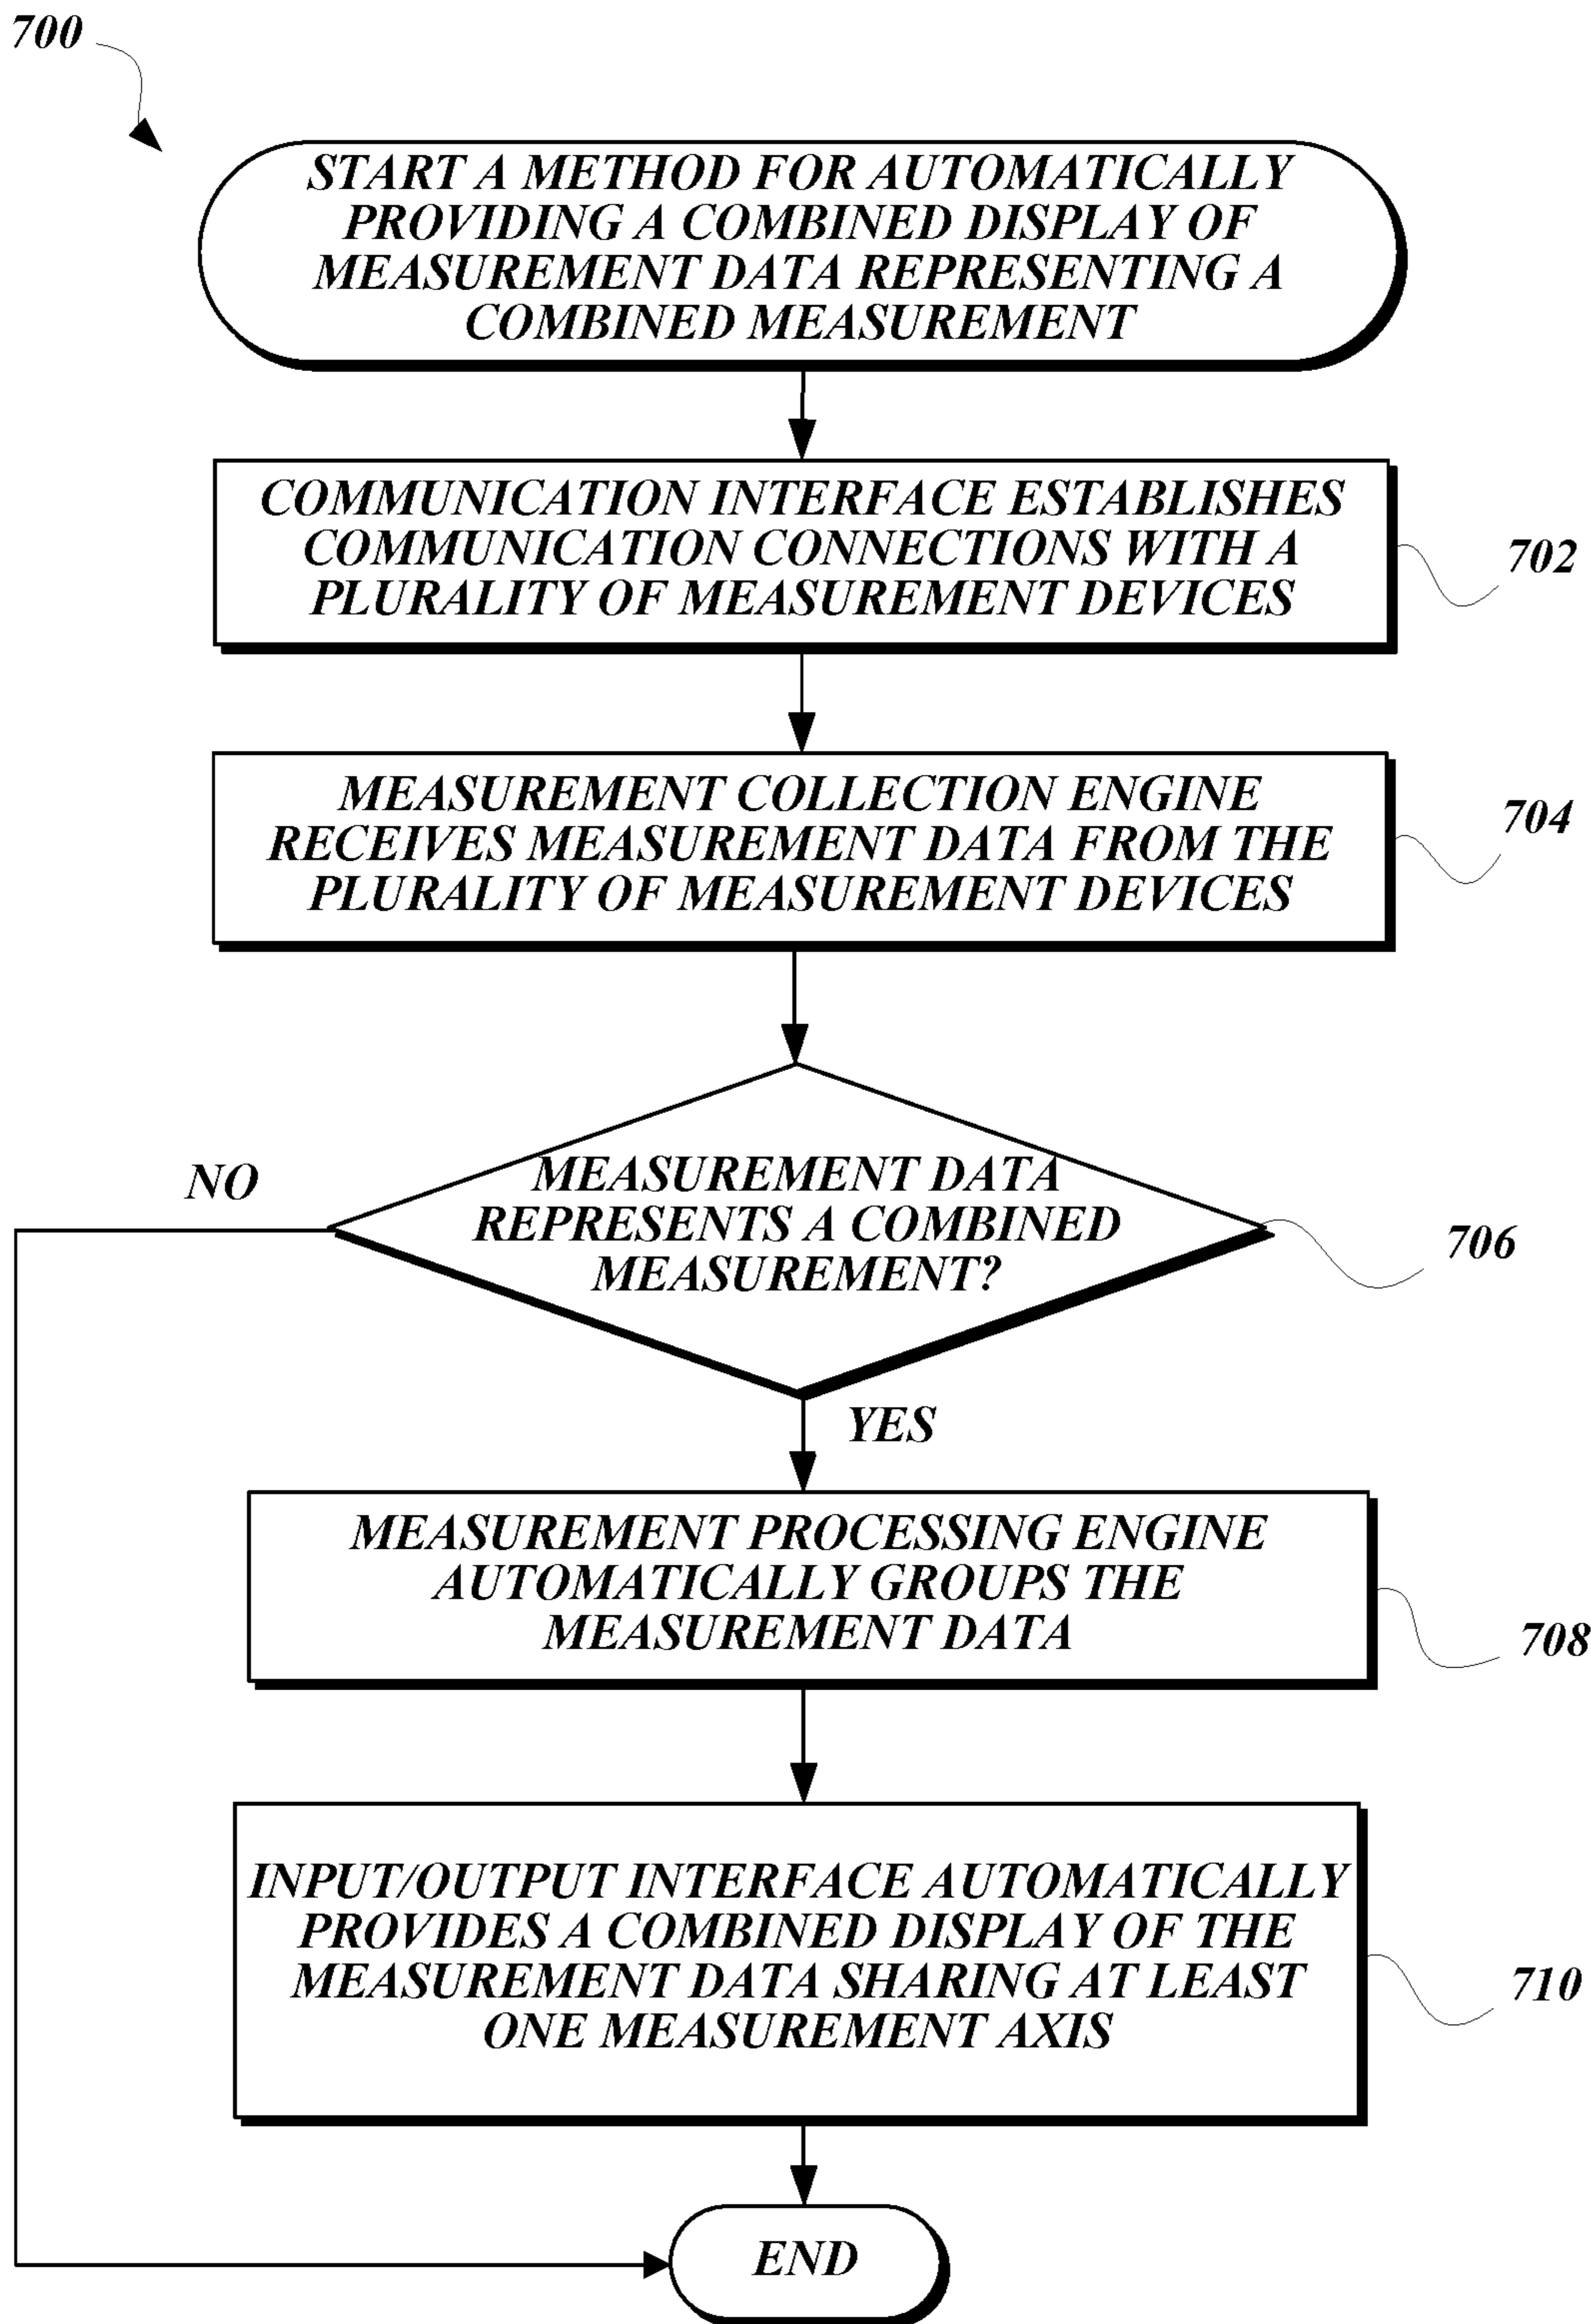 700
START A METHOD FOR AUTOMATICALLY
PROVIDING A COMBINED DISPLAY OF
MEASUREMENT DATA REPRESENTING A
COMBINED MEASUREMENT
COMMUNICATION INTERFACE ESTABLISHES
COMMUNICATION CONNECTIONS WITH A
PLURALITY OF MEASUREMENT DEVICES
702
MEASUREMENT COLLECTION ENGINE
RECEIVES MEASUREMENT DATA FROM THE
PLURALITY OF MEASUREMENT DEVICES
704
NO
MEASUREMENT DATA
REPRESENTS A COMBINED
MEASUREMENT?
706
YES
MEASUREMENT PROCESSING ENGINE
AUTOMATICALLY GROUPS THE
MEASUREMENT DATA
708
INPUT/OUTPUT INTERFACE AUTOMATICALLY
PROVIDES A COMBINED DISPLAY OF THE
MEASUREMENT DATA SHARING AT LEAST
ONE MEASUREMENT AXIS
710
END